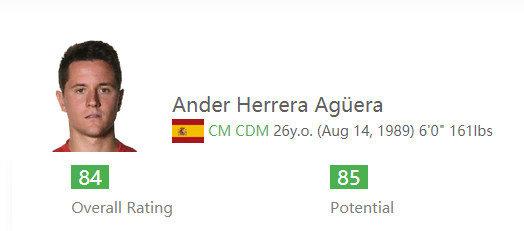 Ander Herrera Agüera
CM CDM 26y.o. (Aug 14, 1989) 6'0" 161lbs
84 85
Overall Rating Potential